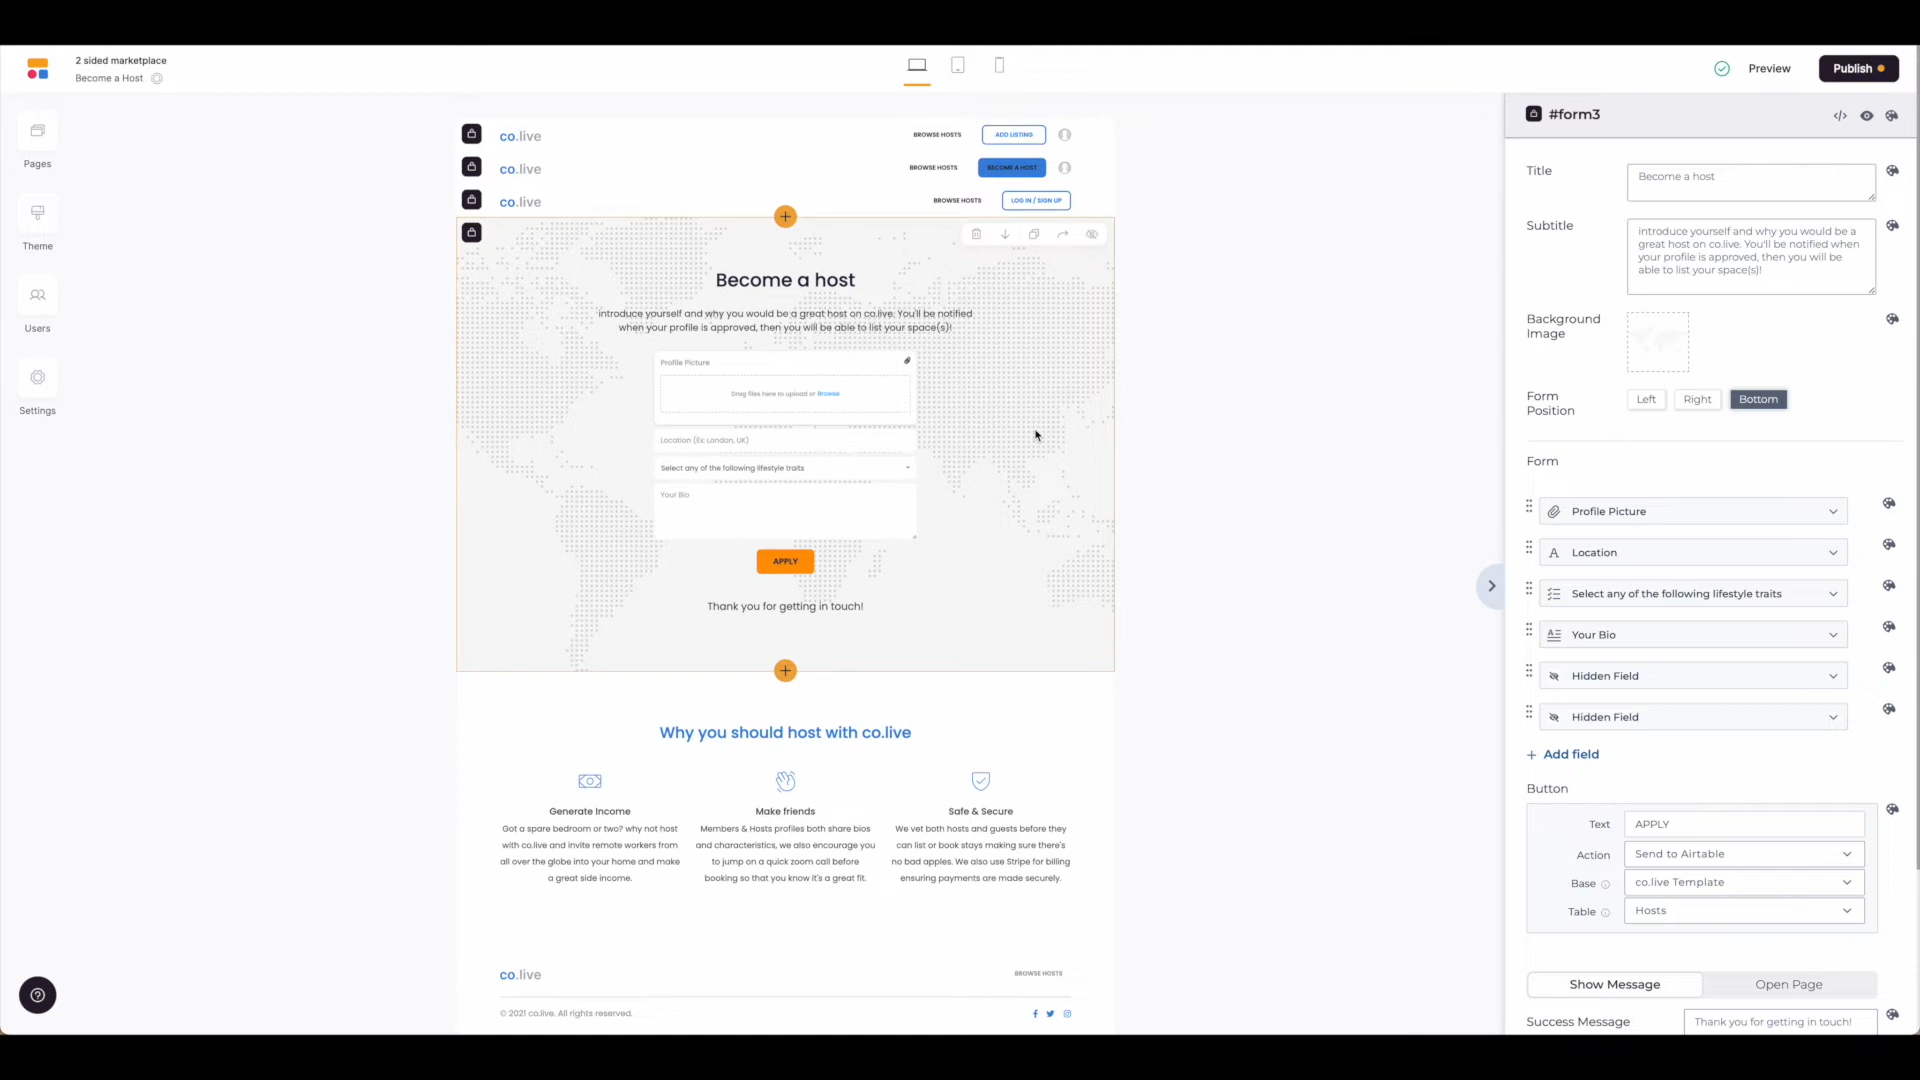 2 sided marketplace
Become a Host
Preview
Publish
Pages
Theme
Users
Settings
co.live
BROWSE HOSTS
ADD LISTING
co.live
BROWSE HOSTS
BECOME A HOST
co.live
BROWSE HOSTS
LOG IN / SIGN UP
Become a host
introduce yourself and why you would be a great host on co.live. You'll be notified
when your profile is approved, then you will be able to list your space(s)!
Profile Picture
Drag files here to upload or Browse
Location (Ex: London, UK)
Select any of the following lifestyle traits
Your Bio
APPLY
Thank you for getting in touch!
Why you should host with co.live
Generate Income
Got a spare bedroom or two? why not host
with co.live and invite remote workers from
all over the globe into your home and make
a great side income.
Make friends
Members & Hosts profiles both share bios
and characteristics, we also encourage you
to jump on a quick zoom call before
booking so that you know it's a great fit.
Safe & Secure
We vet both hosts and guests before they
can list or book stays making sure there's
no bad apples. We also use Stripe for billing
ensuring payments are made securely.
co.live
BROWSE HOSTS
© 2021 co.live. All rights reserved.
#form3
Title
Become a host
Subtitle
introduce yourself and why you would be a
great host on co.live. You'll be notified when
your profile is approved, then you will be
able to list your space(s)!
Background
Image
Form
Position
Left
Right
Bottom
Form
Profile Picture
Location
Select any of the following lifestyle traits
Your Bio
Hidden Field
Hidden Field
+ Add field
Button
Text
APPLY
Action
Send to Airtable
Base
co.live Template
Table
Hosts
Show Message
Open Page
Success Message
Thank you for getting in touch!